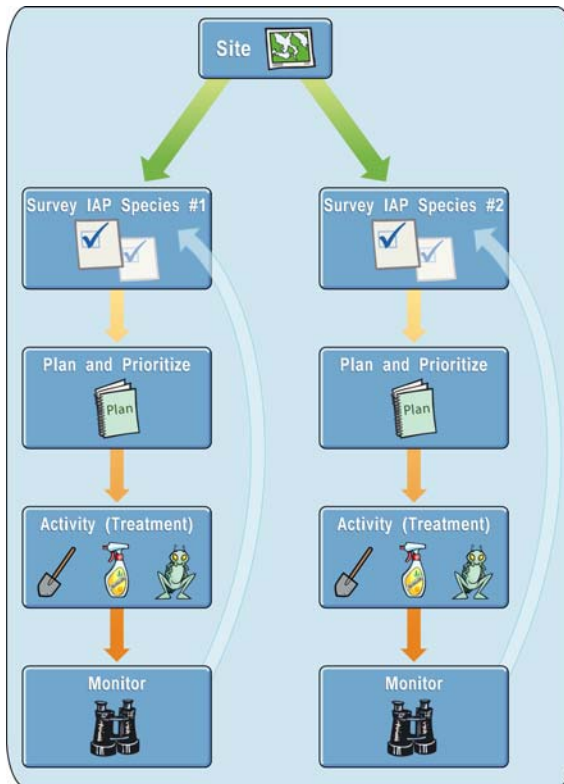 Site
Survey IAP Species #1
Plan and Prioritize
Plan
Activity (Treatment)
Monitor
Survey IAP Species #2
Plan and Prioritize
Plan
Activity (Treatment)
Monitor